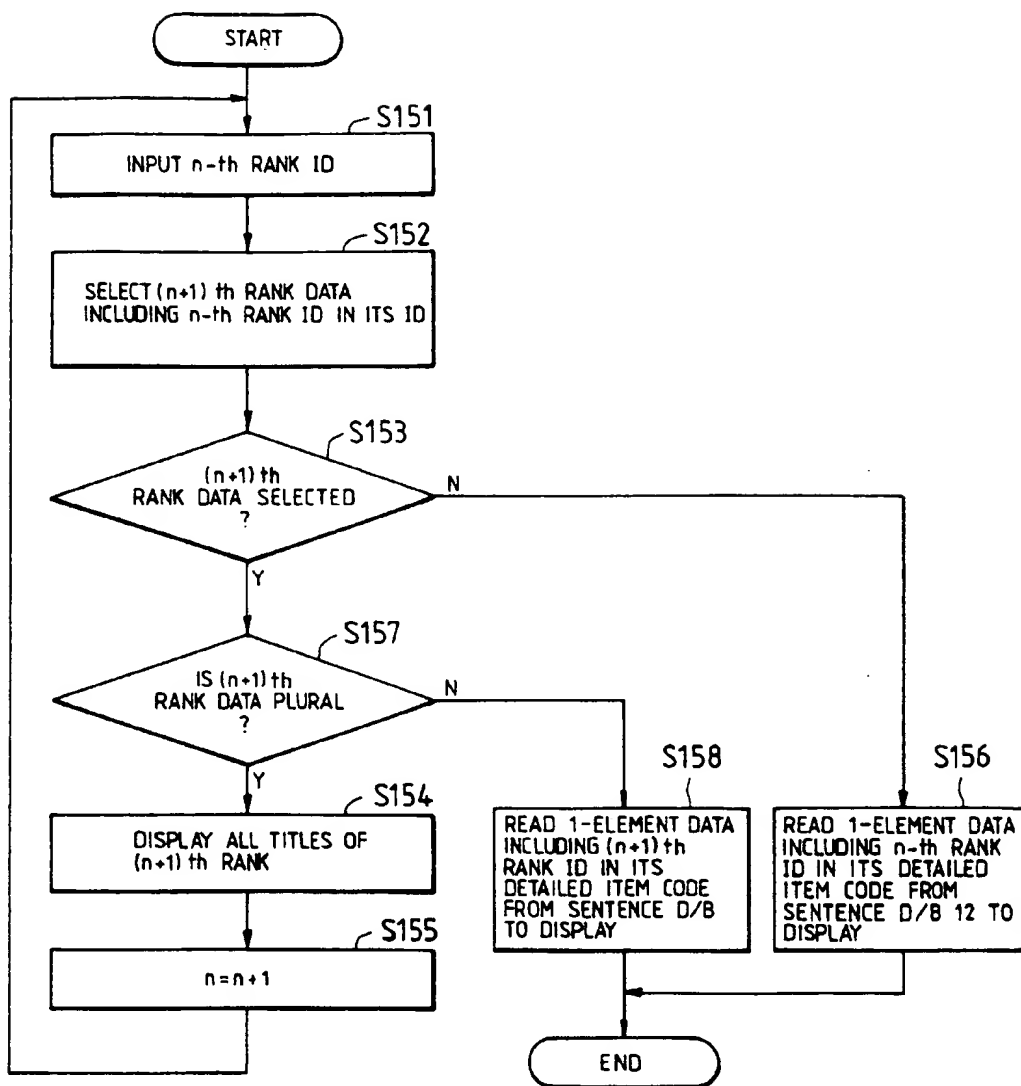 START
S151
INPUT n-th RANK ID
S152
SELECT (n+1) th RANK DATA
INCLUDING n-th RANK ID IN ITS ID
S153
(n+1) th
RANK DATA SELECTED
?
N
Y
S157
IS (n+1) th
RANK DATA PLURAL
?
N
Y
S154
DISPLAY ALL TITLES OF
(n+1) th RANK
S155
n=n+1
S158
READ 1-ELEMENT DATA
INCLUDING (n+1) th
RANK ID IN ITS
DETAILED ITEM CODE
FROM SENTENCE D/B
TO DISPLAY
S156
READ 1-ELEMENT DATA
INCLUDING n-th RANK
ID IN ITS DETAILED
ITEM CODE FROM
SENTENCE D/B 12 TO
DISPLAY
END